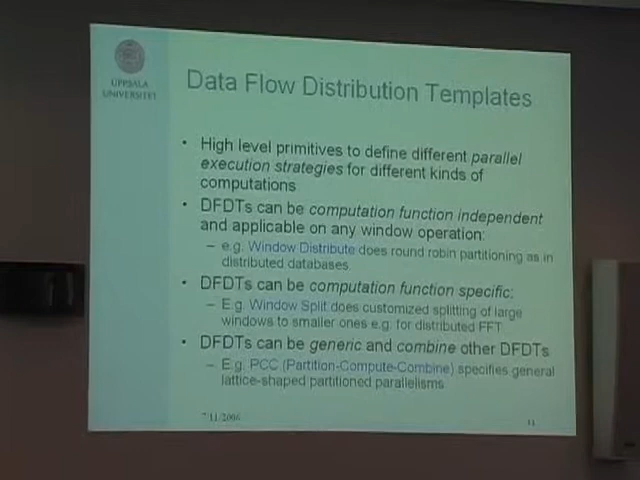 UPPSALA
UNIVERSITET
Data Flow Distribution Templates
• High level primitives to define different parallel
execution strategies for different kinds of
computations
• DFDTs can be computation function independent
and applicable on any window operation:
– e.g. Window Distribute does round robin partitioning as in
distributed databases.
• DFDTs can be computation function specific:
– E.g. Window Split does customized splitting of large
windows to smaller ones e.g. for distributed FFT
• DFDTs can be generic and combine other DFDTs
– E.g. PCC (Partition-Compute-Combine) specifies general
lattice-shaped partitioned parallelisms
7/11/2006